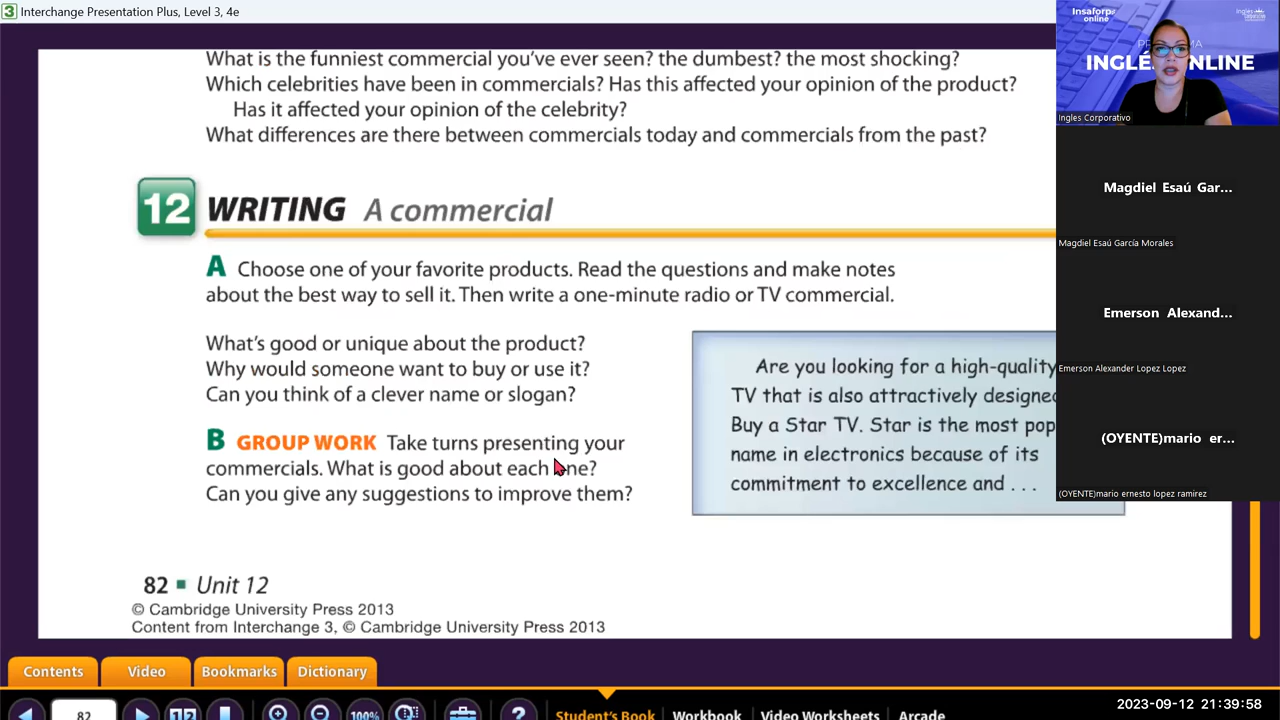 Interchange Presentation Plus, Level 3, 4e
What is the funniest commercial you've ever seen? the dumbest? the most shocking?
Which celebrities have been in commercials? Has this affected your opinion of the product?
Has it affected your opinion of the celebrity?
What differences are there between commercials today and commercials from the past?
12 WRITING A commercial
A Choose one of your favorite products. Read the questions and make notes
about the best way to sell it. Then write a one-minute radio or TV commercial.
What's good or unique about the product?
Why would someone want to buy or use it?
Can you think of a clever name or slogan?
B GROUP WORK Take turns presenting your
commercials. What is good about each one?
Can you give any suggestions to improve them?
Are you looking for a high-quality
TV that is also attractively designed
Buy a Star TV. Star is the most pop
name in electronics because of its
commitment to excellence and . . .
82 Unit 12
© Cambridge University Press 2013
Content from Interchange 3, © Cambridge University Press 2013
Contents Video Bookmarks Dictionary
82 100% ? Student's Book Workbook Video Worksheets Arcade
Insaforp online
INGLÉS ONLINE
Ingles Corporativo
Magdiel Esaú Gar...
Magdiel Esaú García Morales
Emerson Alexand...
Emerson Alexander Lopez Lopez
(OYENTE)mario er...
(OYENTE)mario ernesto lopez ramirez
2023-09-12 21:39:58